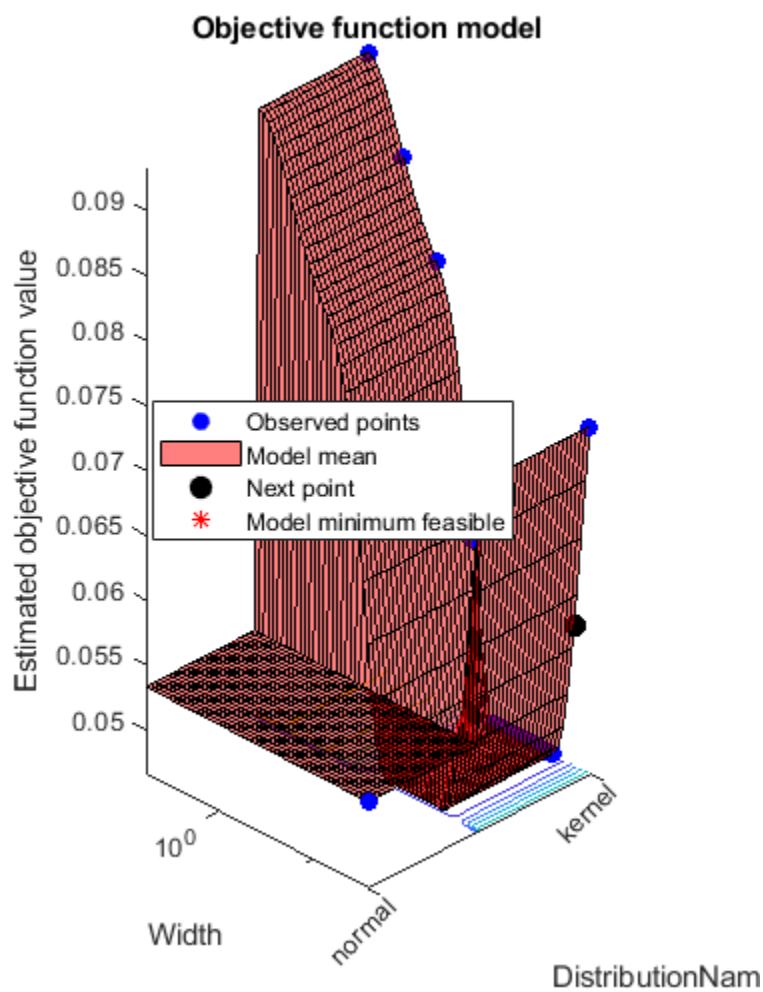 Objective function model
0.09
0.085
0.08
0.075
0.07
0.065
0.06
0.055
0.05
Estimated objective function value
Observed points
Model mean
Next point
Model minimum feasible
10^0
Width
normal
kernel
DistributionNam